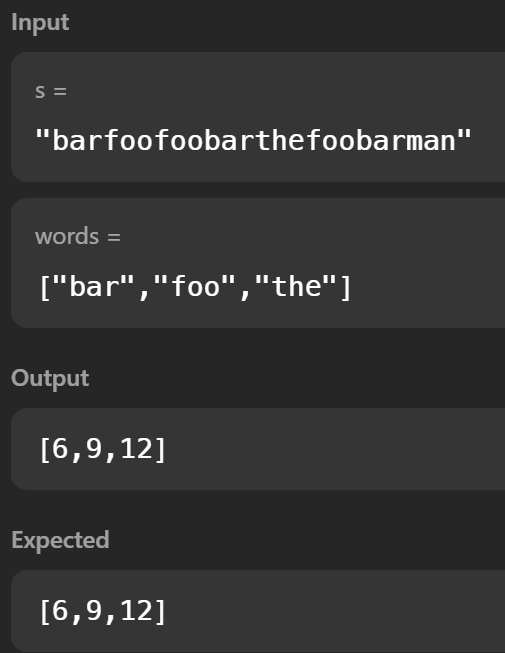 Input
s =
"barfoofoobarthefoobarman"
words =
["bar","foo","the"]
Output
[6,9,12]
Expected
[6,9,12]